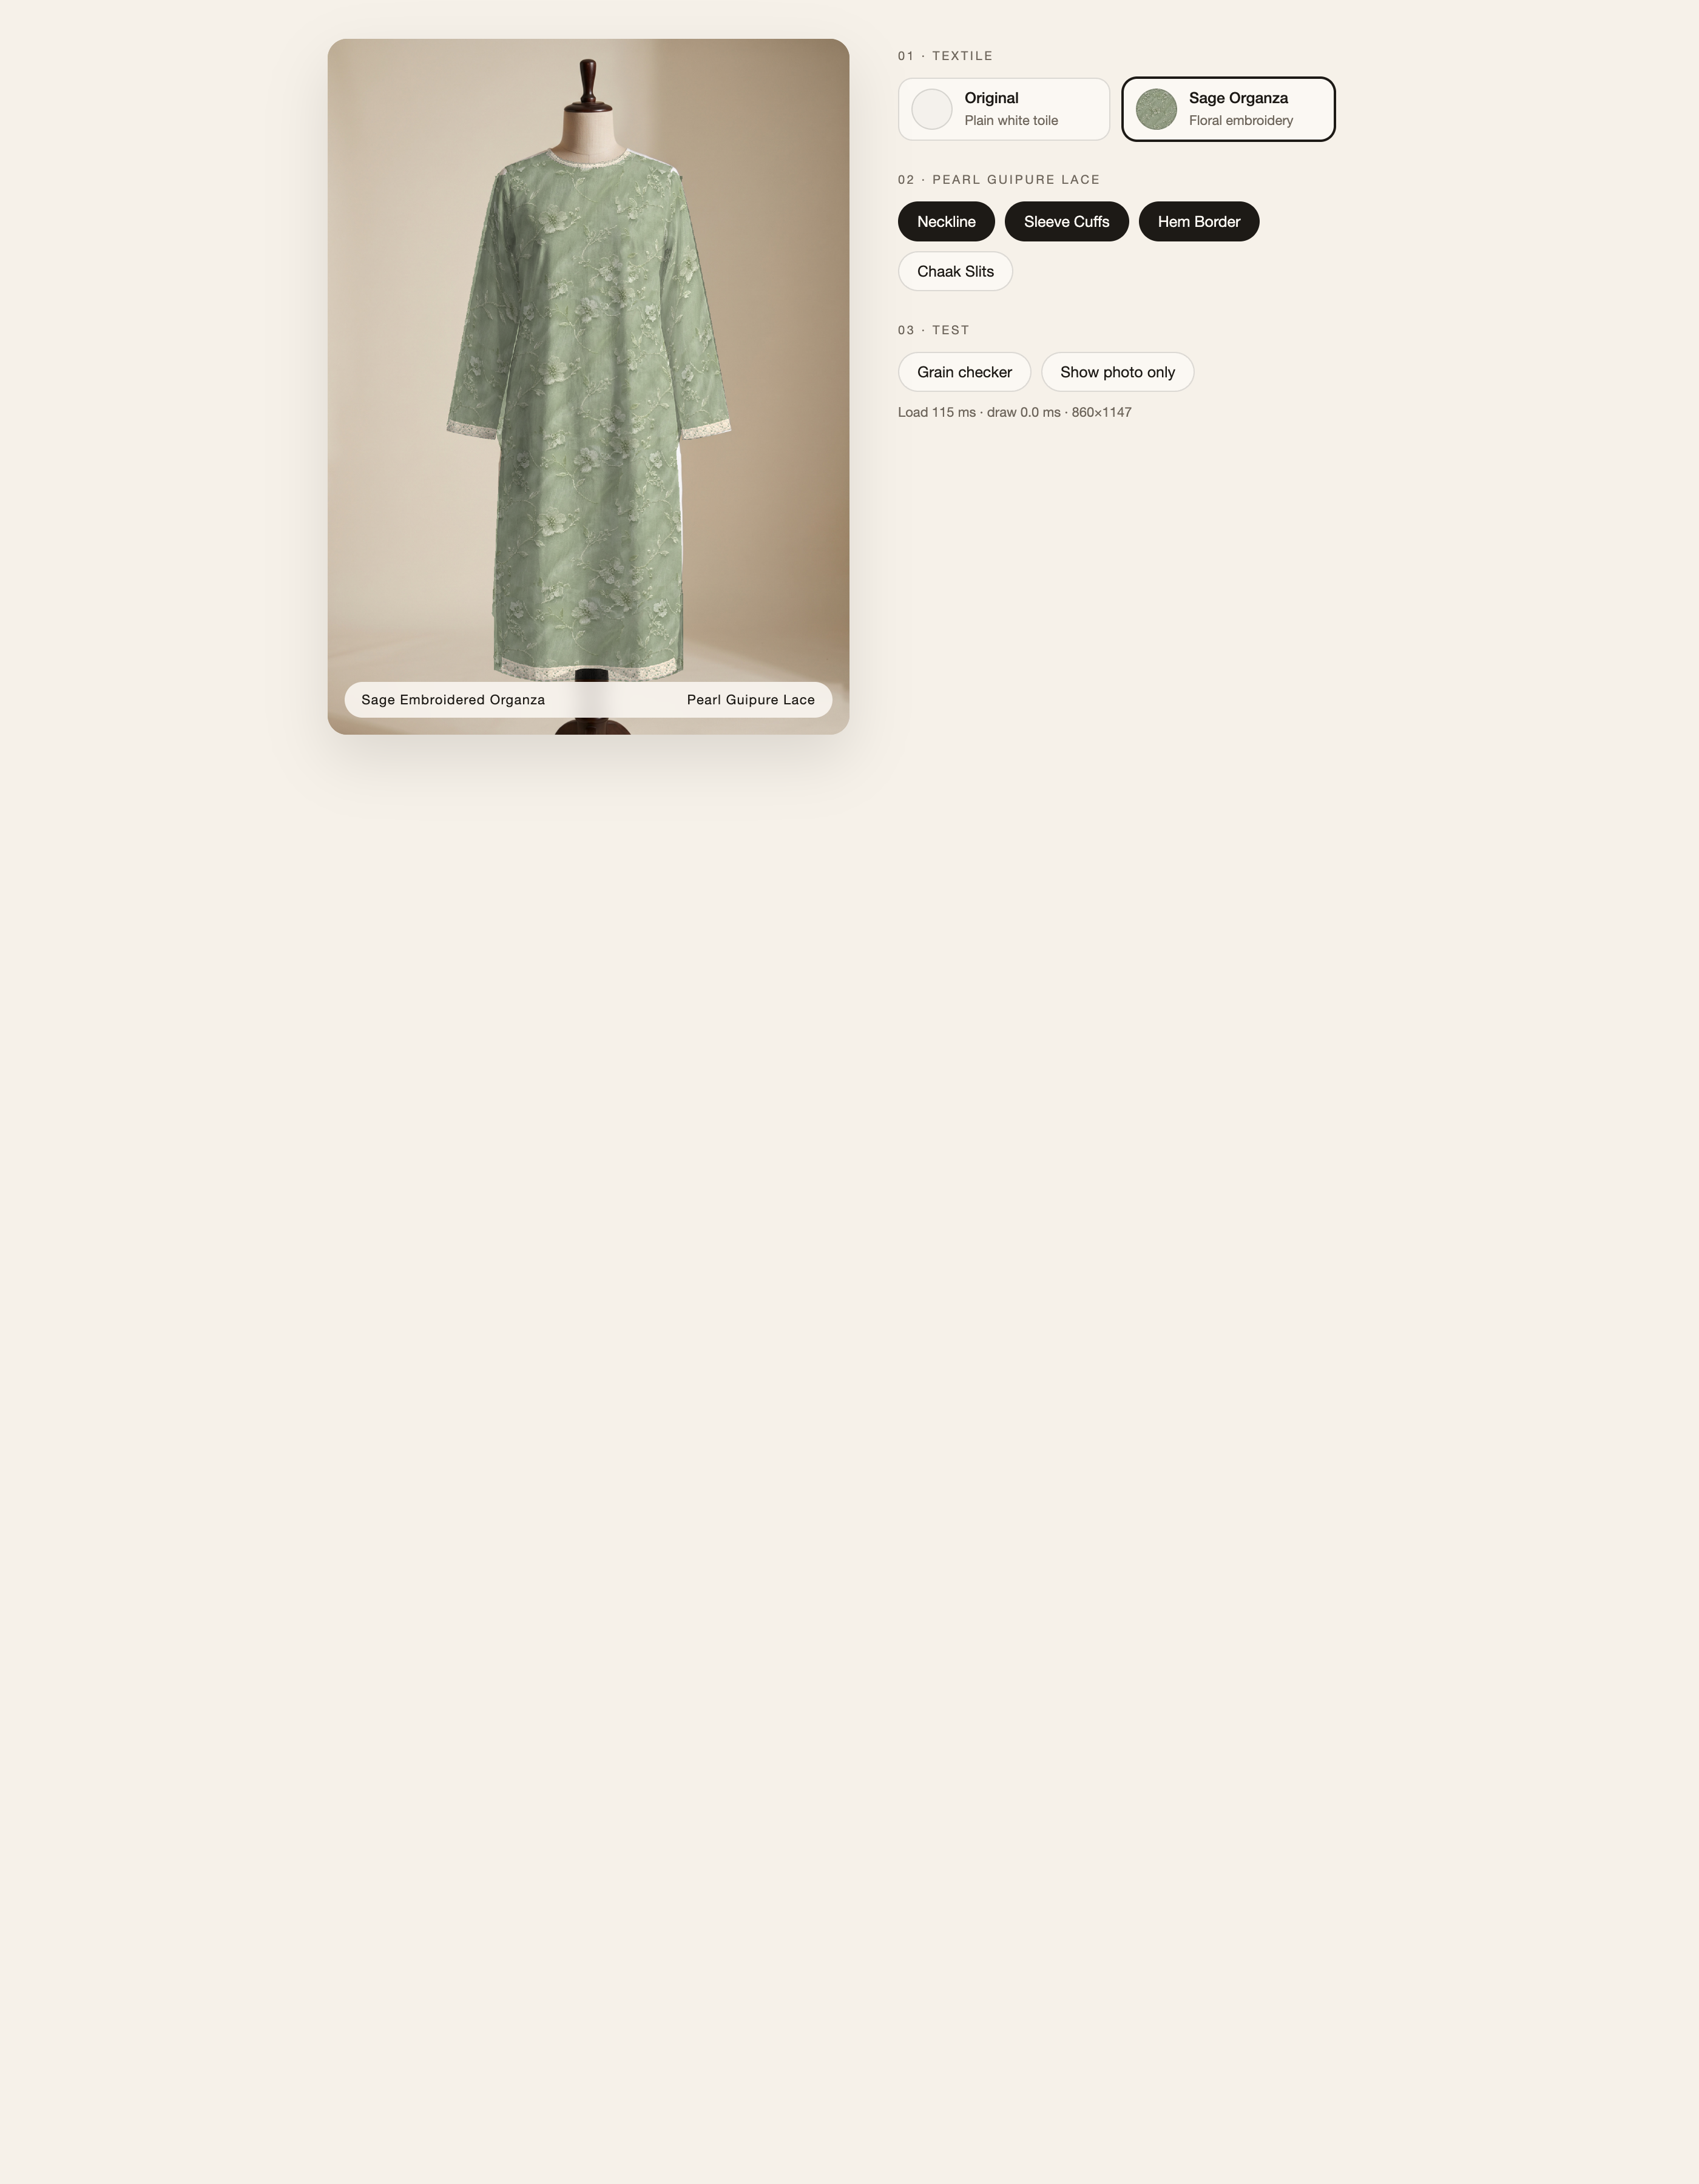 01 · TEXTILE
Original
Plain white toile
Sage Organza
Floral embroidery
02 · PEARL GUIPURE LACE
Neckline
Sleeve Cuffs
Hem Border
Chaak Slits
03 · TEST
Grain checker
Show photo only
Load 115 ms · draw 0.0 ms · 860×1147
Sage Embroidered Organza
Pearl Guipure Lace